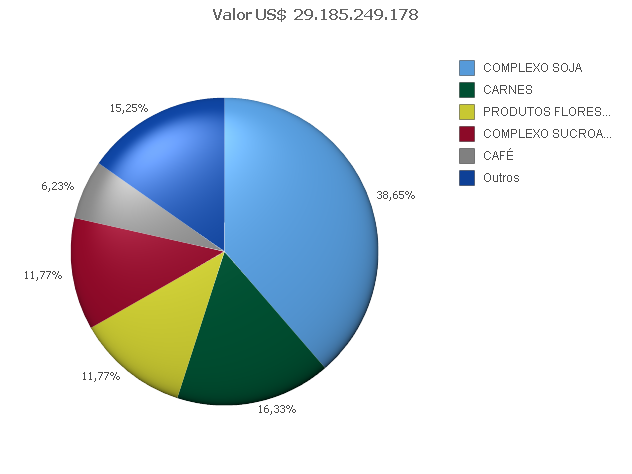 Valor US$ 29.185.249.178
COMPLEXO SOJA
CARNES
PRODUTOS FLORES...
COMPLEXO SUCROA...
CAFÉ
Outros
15,25%
38,65%
6,23%
11,77%
11,77%
16,33%